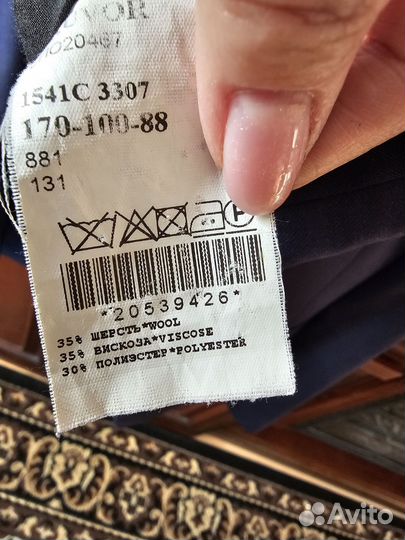 1541C 3307
170-100-88
881
131
P
*20539426*
35% ШЕРСТЬ*WOOL
35% ВИСКОЗА*VISCOSE
30% ПОЛИЭСТЕР*POLYESTER
Avito